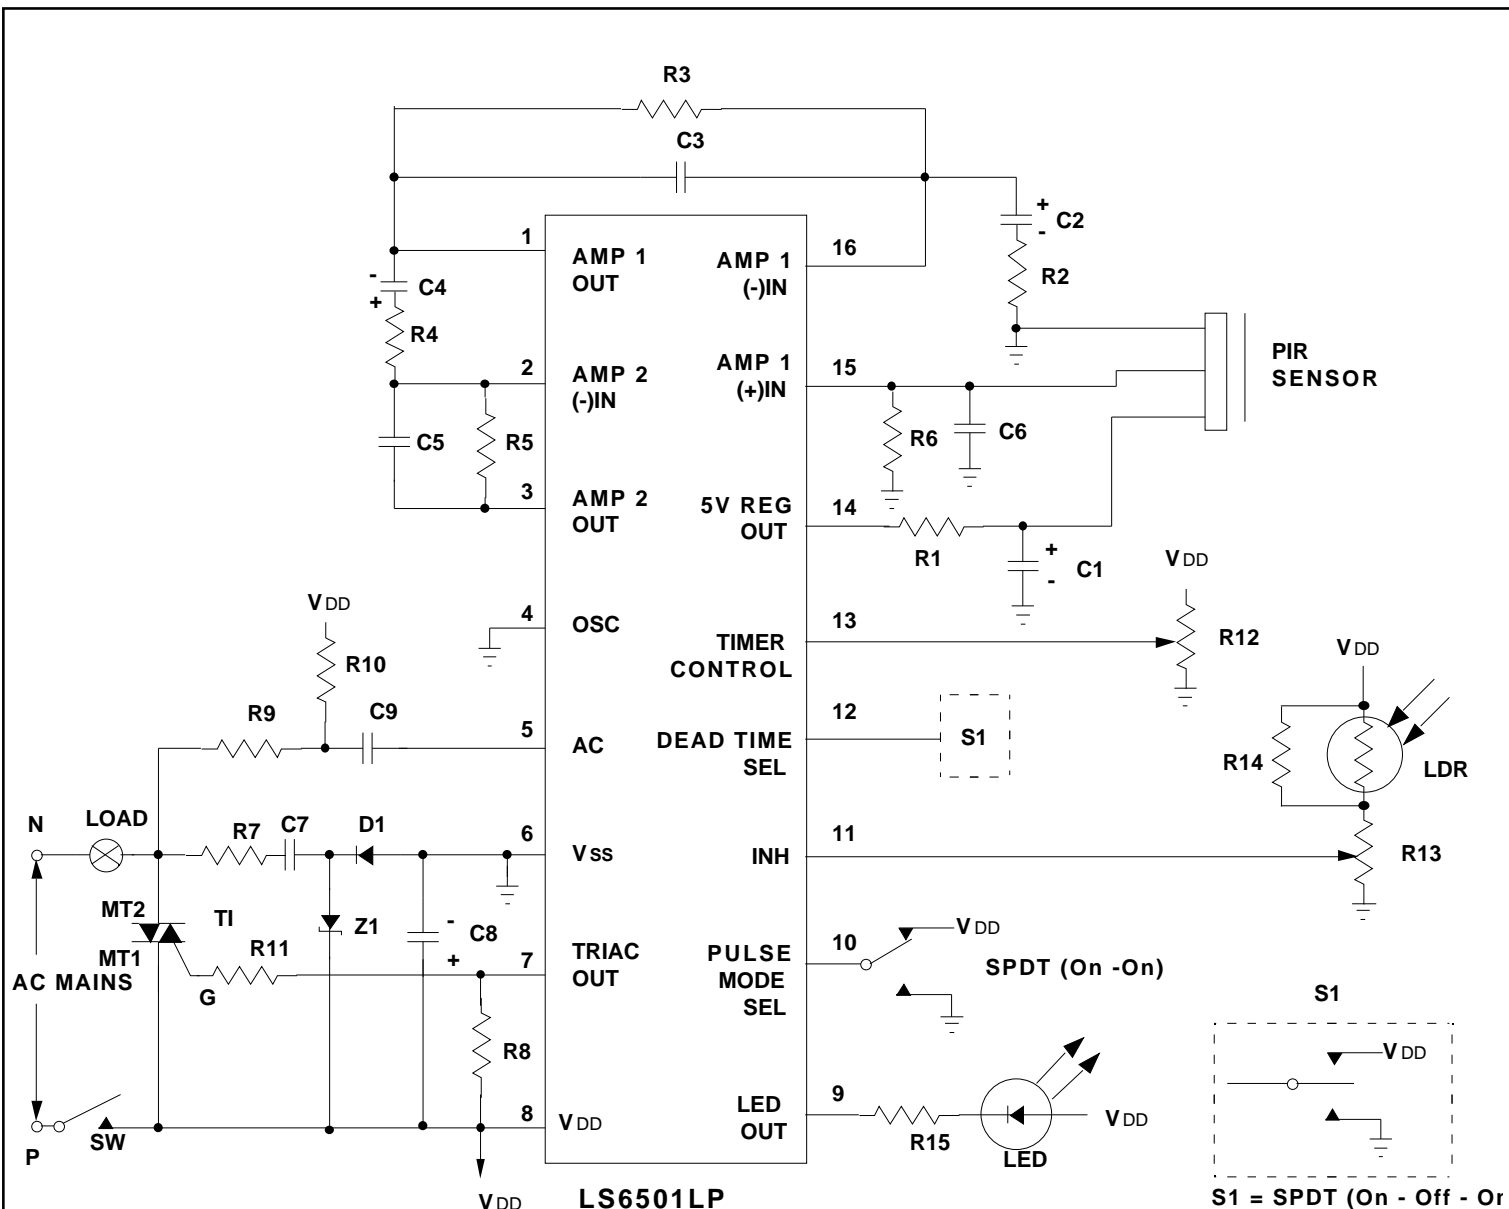 R3
C3
+
C2
-
R2
1
AMP 1
OUT
AMP 1
(-)IN
16
-
C4
+
R4
2
AMP 2
(-)IN
AMP 1
(+)IN
15
PIR
SENSOR
C5
R5
R6
C6
3
AMP 2
OUT
5V REG
OUT
14
R1
+
C1
-
VDD
4
OSC
TIMER
CONTROL
13
R12
VDD
R10
VDD
R9
C9
5
AC
DEAD TIME
SEL
12
S1
R14
LDR
N
LOAD
R7
C7
D1
6
VSS
INH
11
R13
MT2
TI
MT1
Z1
-
C8
+
AC MAINS
R11
G
7
TRIAC
OUT
PULSE
MODE
SEL
10
VDD
SPDT (On -On)
S1
VDD
R8
P
SW
8
VDD
LED
OUT
9
R15
LED
VDD
VDD
LS6501LP
S1 = SPDT (On - Off - On